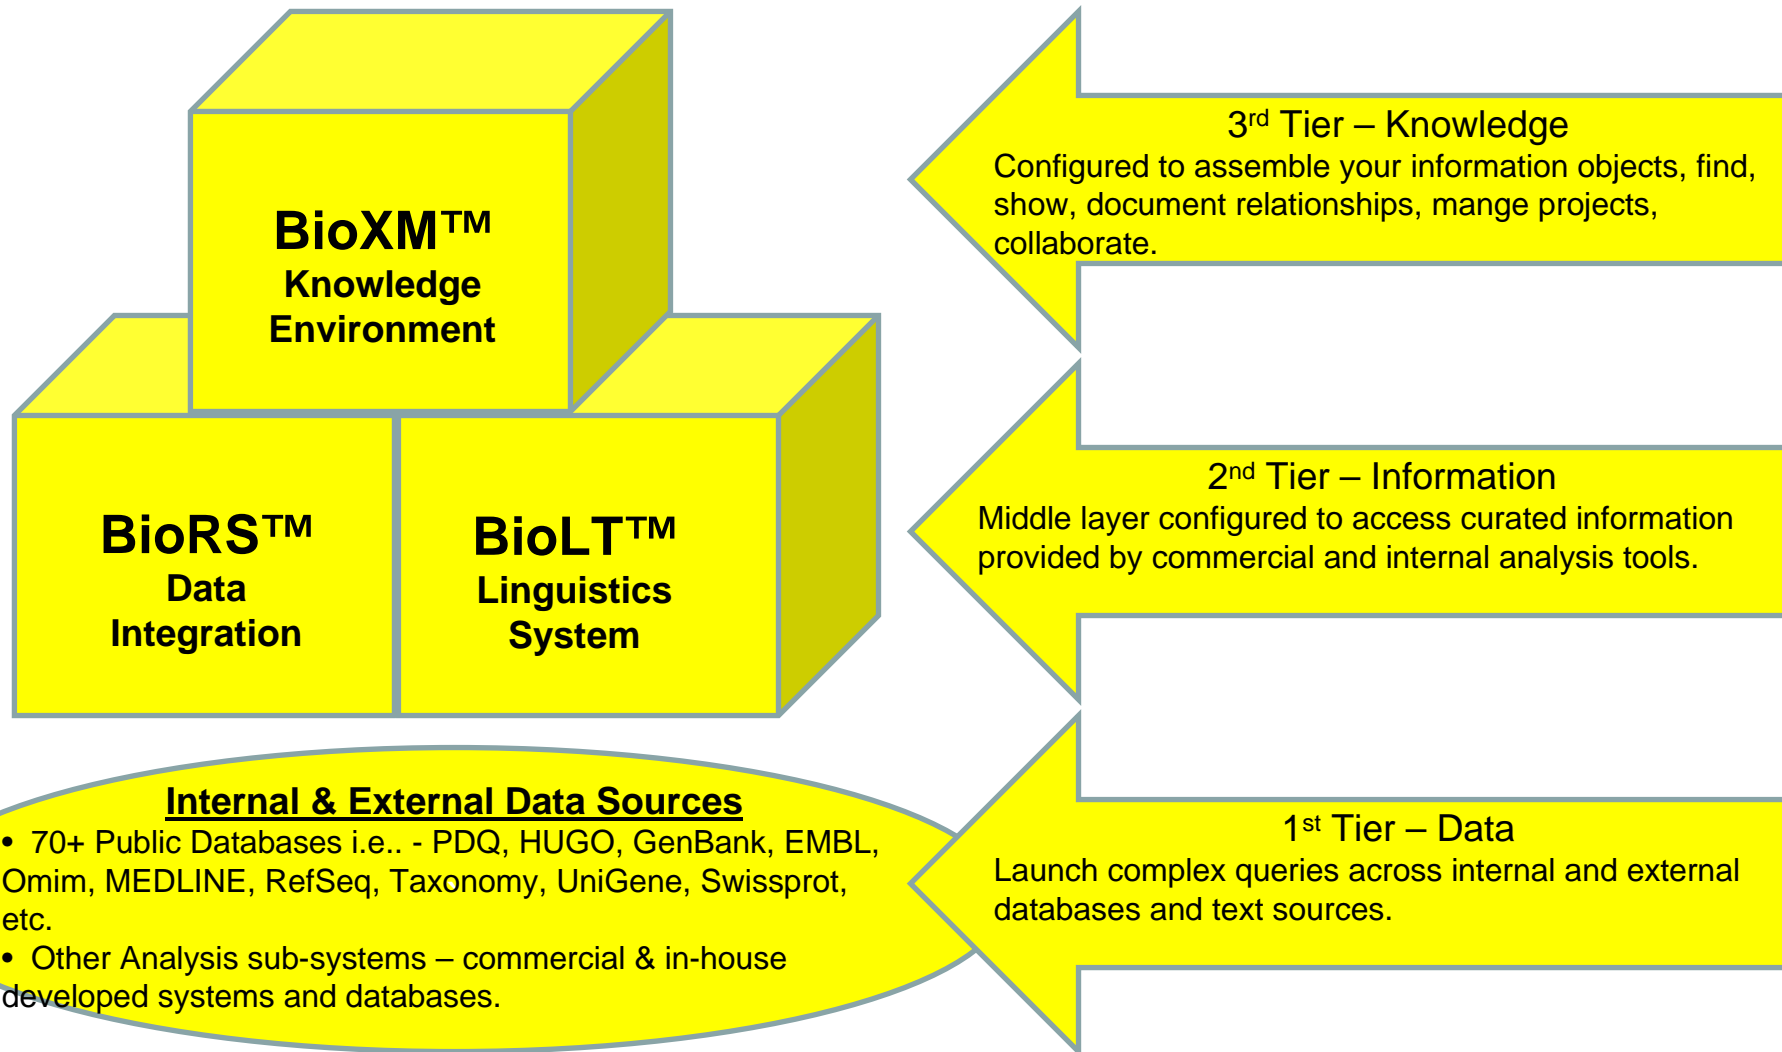 BioXM™
Knowledge
Environment
BioRS™
Data
Integration
BioLT™
Linguistics
System
Internal & External Data Sources
• 70+ Public Databases i.e.. - PDQ, HUGO, GenBank, EMBL,
Omim, MEDLINE, RefSeq, Taxonomy, UniGene, Swissprot,
etc.
• Other Analysis sub-systems – commercial & in-house
developed systems and databases.
3rd Tier – Knowledge
Configured to assemble your information objects, find,
show, document relationships, mange projects,
collaborate.
2nd Tier – Information
Middle layer configured to access curated information
provided by commercial and internal analysis tools.
1st Tier – Data
Launch complex queries across internal and external
databases and text sources.